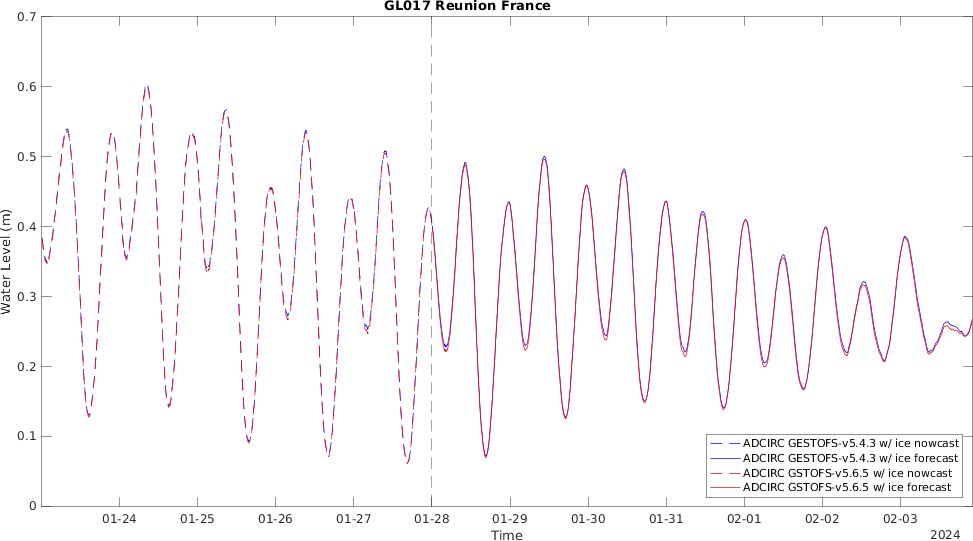 GL017 Reunion France
0.7
0.6
0.5
0.4
0.3
0.2
0.1
0
Water Level (m)
01-24 01-25 01-26 01-27 01-28 01-29 01-30 01-31 02-01 02-02 02-03
Time
2024
ADCIRC GESTOFS-v5.4.3 w/ ice nowcast
ADCIRC GESTOFS-v5.4.3 w/ ice forecast
ADCIRC GSTOFS-v5.6.5 w/ ice nowcast
ADCIRC GSTOFS-v5.6.5 w/ ice forecast